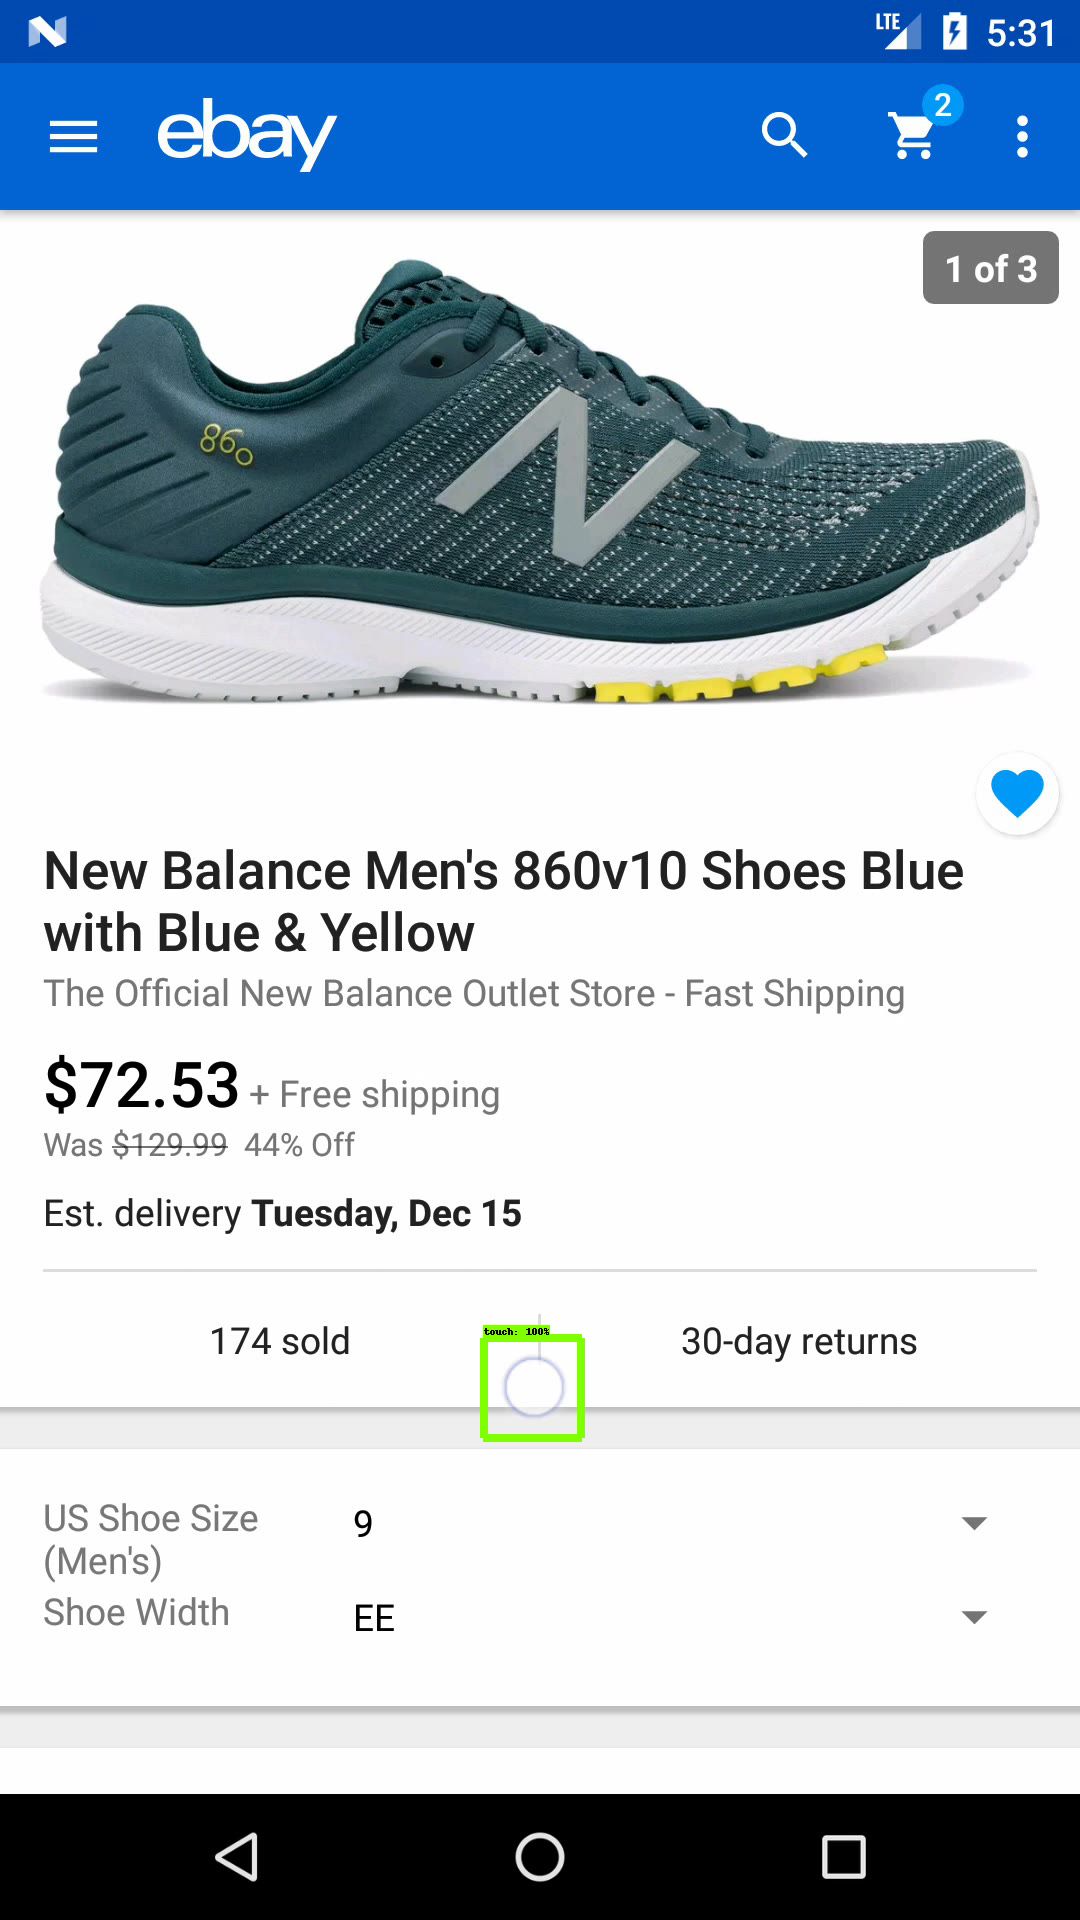 LTE 5:31
ebay 2
1 of 3
860
N
New Balance Men's 860v10 Shoes Blue
with Blue & Yellow
The Official New Balance Outlet Store - Fast Shipping
$72.53 + Free shipping
Was $129.99 44% Off
Est. delivery Tuesday, Dec 15
touch: 100%
174 sold 30-day returns
US Shoe Size 9
(Men's)
Shoe Width EE